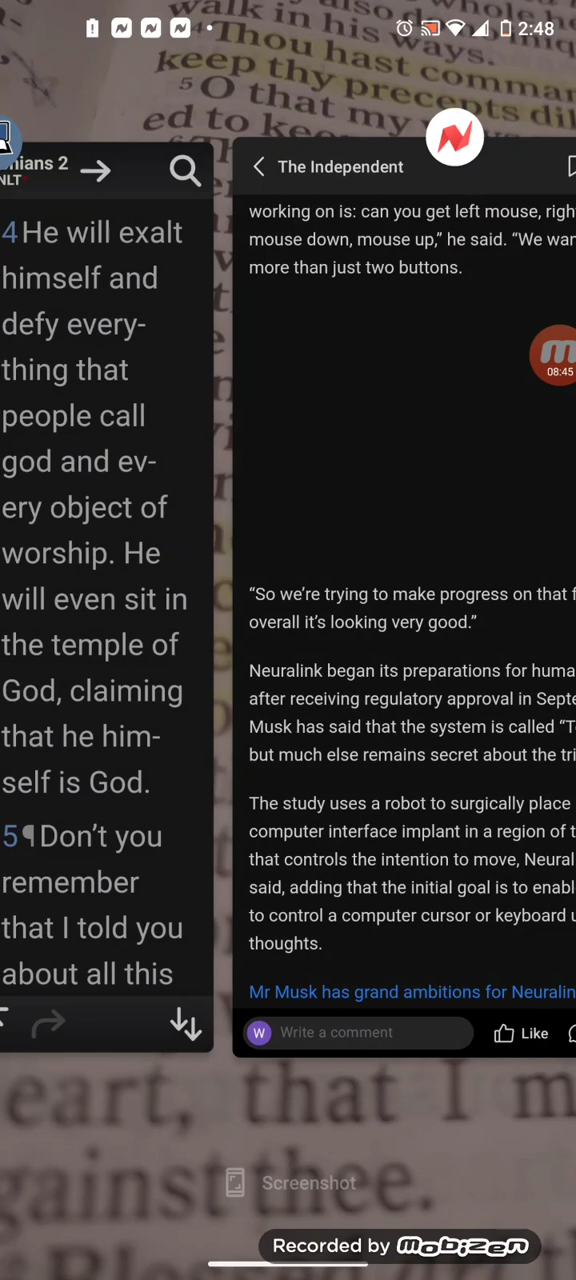 walk in his ways.
2:48
Thou hast comman
keep thy precepts dil
5 O that my
ed to kee
nians 2
NLT
The Independent
4 He will exalt
himself and
defy every-
thing that
people call
god and ev-
ery object of
worship. He
will even sit in
the temple of
God, claiming
that he him-
self is God.
5 ¶ Don’t you
remember
that I told you
about all this
working on is: can you get left mouse, righ
mouse down, mouse up,” he said. “We wan
more than just two buttons.
m
08:45
“So we’re trying to make progress on that f
overall it’s looking very good.”
Neuralink began its preparations for huma
after receiving regulatory approval in Septe
Musk has said that the system is called “T
but much else remains secret about the tri
The study uses a robot to surgically place
computer interface implant in a region of t
that controls the intention to move, Neural
said, adding that the initial goal is to enabl
to control a computer cursor or keyboard u
thoughts.
Mr Musk has grand ambitions for Neuralin
W Write a comment
Like
eart, that I m
gainst thee.
Screenshot
Recorded by mobizen